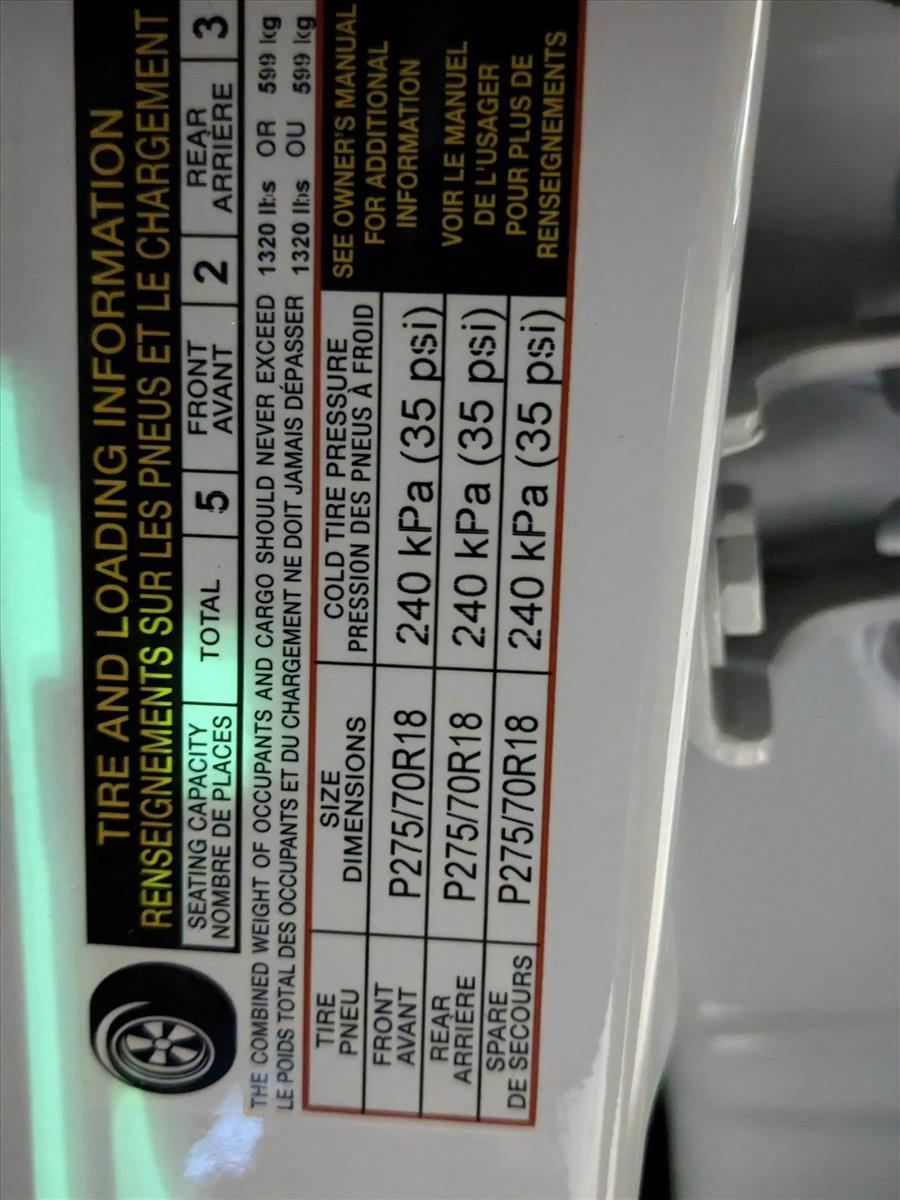 TIRE AND LOADING INFORMATION
RENSEIGNEMENTS SUR LES PNEUS ET LE CHARGEMENT
SEATING CAPACITY
NOMBRE DE PLACES
TOTAL 5
FRONT
AVANT
2
REAR
ARRIÈRE
3
THE COMBINED WEIGHT OF OCCUPANTS AND CARGO SHOULD NEVER EXCEED 1320 lbs OR 599 kg
LE POIDS TOTAL DES OCCUPANTS ET DU CHARGEMENT NE DOIT JAMAIS DÉPASSER 1320 lbs OU 599 kg
TIRE
PNEU
SIZE
DIMENSIONS
COLD TIRE PRESSURE
PRESSION DES PNEUS À FROID
FRONT
AVANT
P275/70R18
240 kPa (35 psi)
REAR
ARRIÈRE
P275/70R18
240 kPa (35 psi)
SPARE
DE SECOURS
P275/70R18
240 kPa (35 psi)
SEE OWNER'S MANUAL
FOR ADDITIONAL
INFORMATION
VOIR LE MANUEL
DE L'USAGER
POUR PLUS DE
RENSEIGNEMENTS